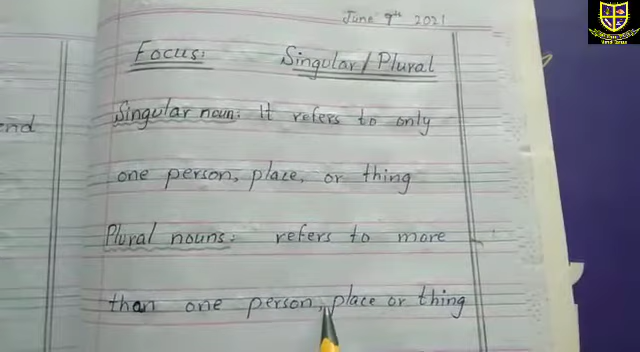 June 9th 2021
Focus: Singular/Plural
Singular noun: It refers to only
one person, place, or thing
Plural nouns: refers to more
than one person, place or thing